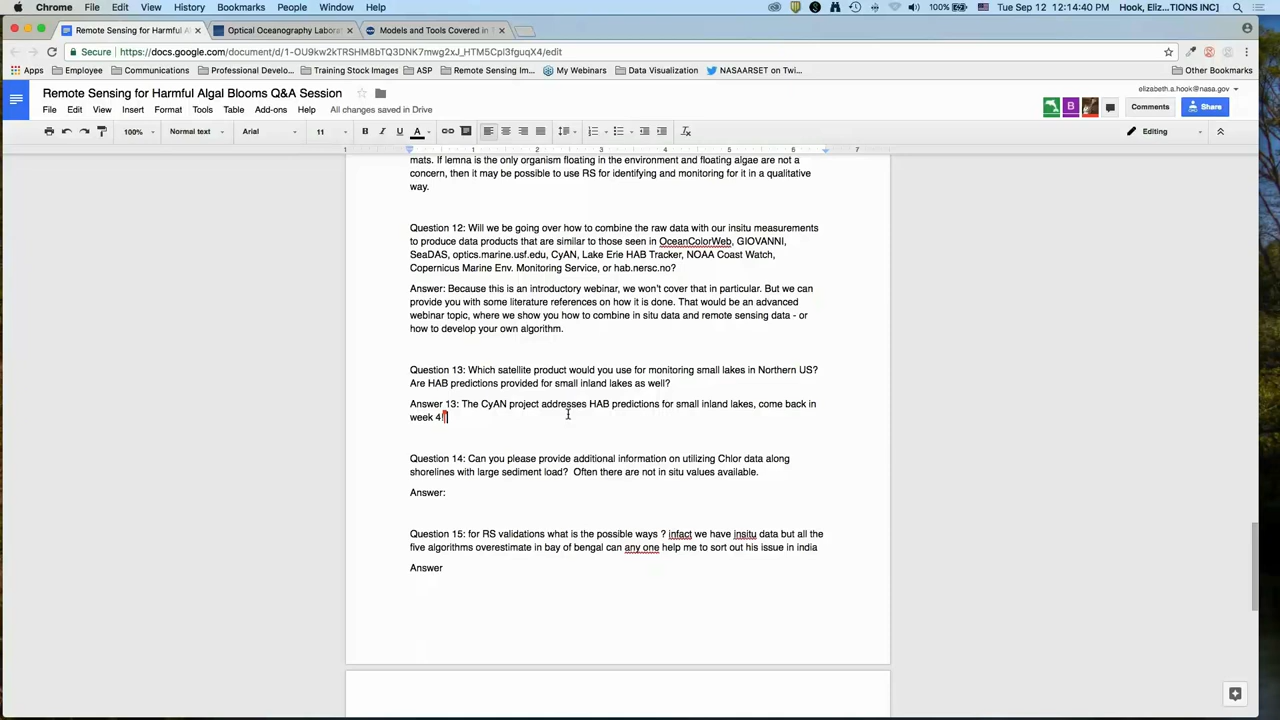 Chrome File Edit View History Bookmarks People Window Help 100% Tue Sep 12 12:14:40 PM Hook, Eliz...TIONS INC]
Remote Sensing for Harmful Al Optical Oceanography Labora Models and Tools Covered in T
Secure https://docs.google.com/document/d/1-OU9kw2kTRSHM8bTQ3DNK7mwg2xJ_HTM5Cpl3fguqX4/edit
Apps Employee Communications Professional Develo... Training Stock Images ASP Remote Sensing Im... My Webinars Data Visualization NASAARSET on Twi... Other Bookmarks
Remote Sensing for Harmful Algal Blooms Q&A Session
elizabeth.a.hook@nasa.gov
File Edit View Insert Format Tools Table Add-ons Help All changes saved in Drive
Comments Share
100% Normal text Arial 11 B I U A Editing
1 1 2 3 4 5 6 7
mats. If lemna is the only organism floating in the environment and floating algae are not a
concern, then it may be possible to use RS for identifying and monitoring for it in a qualitative
way.
Question 12: Will we be going over how to combine the raw data with our insitu measurements
to produce data products that are similar to those seen in OceanColorWeb, GIOVANNI,
SeaDAS, optics.marine.usf.edu, CyAN, Lake Erie HAB Tracker, NOAA Coast Watch,
Copernicus Marine Env. Monitoring Service, or hab.nersc.no?
Answer: Because this is an introductory webinar, we won't cover that in particular. But we can
provide you with some literature references on how it is done. That would be an advanced
webinar topic, where we show you how to combine in situ data and remote sensing data - or
how to develop your own algorithm.
Question 13: Which satellite product would you use for monitoring small lakes in Northern US?
Are HAB predictions provided for small inland lakes as well?
Answer 13: The CyAN project addresses HAB predictions for small inland lakes, come back in
week 4!
Question 14: Can you please provide additional information on utilizing Chlor data along
shorelines with large sediment load? Often there are not in situ values available.
Answer:
Question 15: for RS validations what is the possible ways ? infact we have insitu data but all the
five algorithms overestimate in bay of bengal can any one help me to sort out his issue in india
Answer